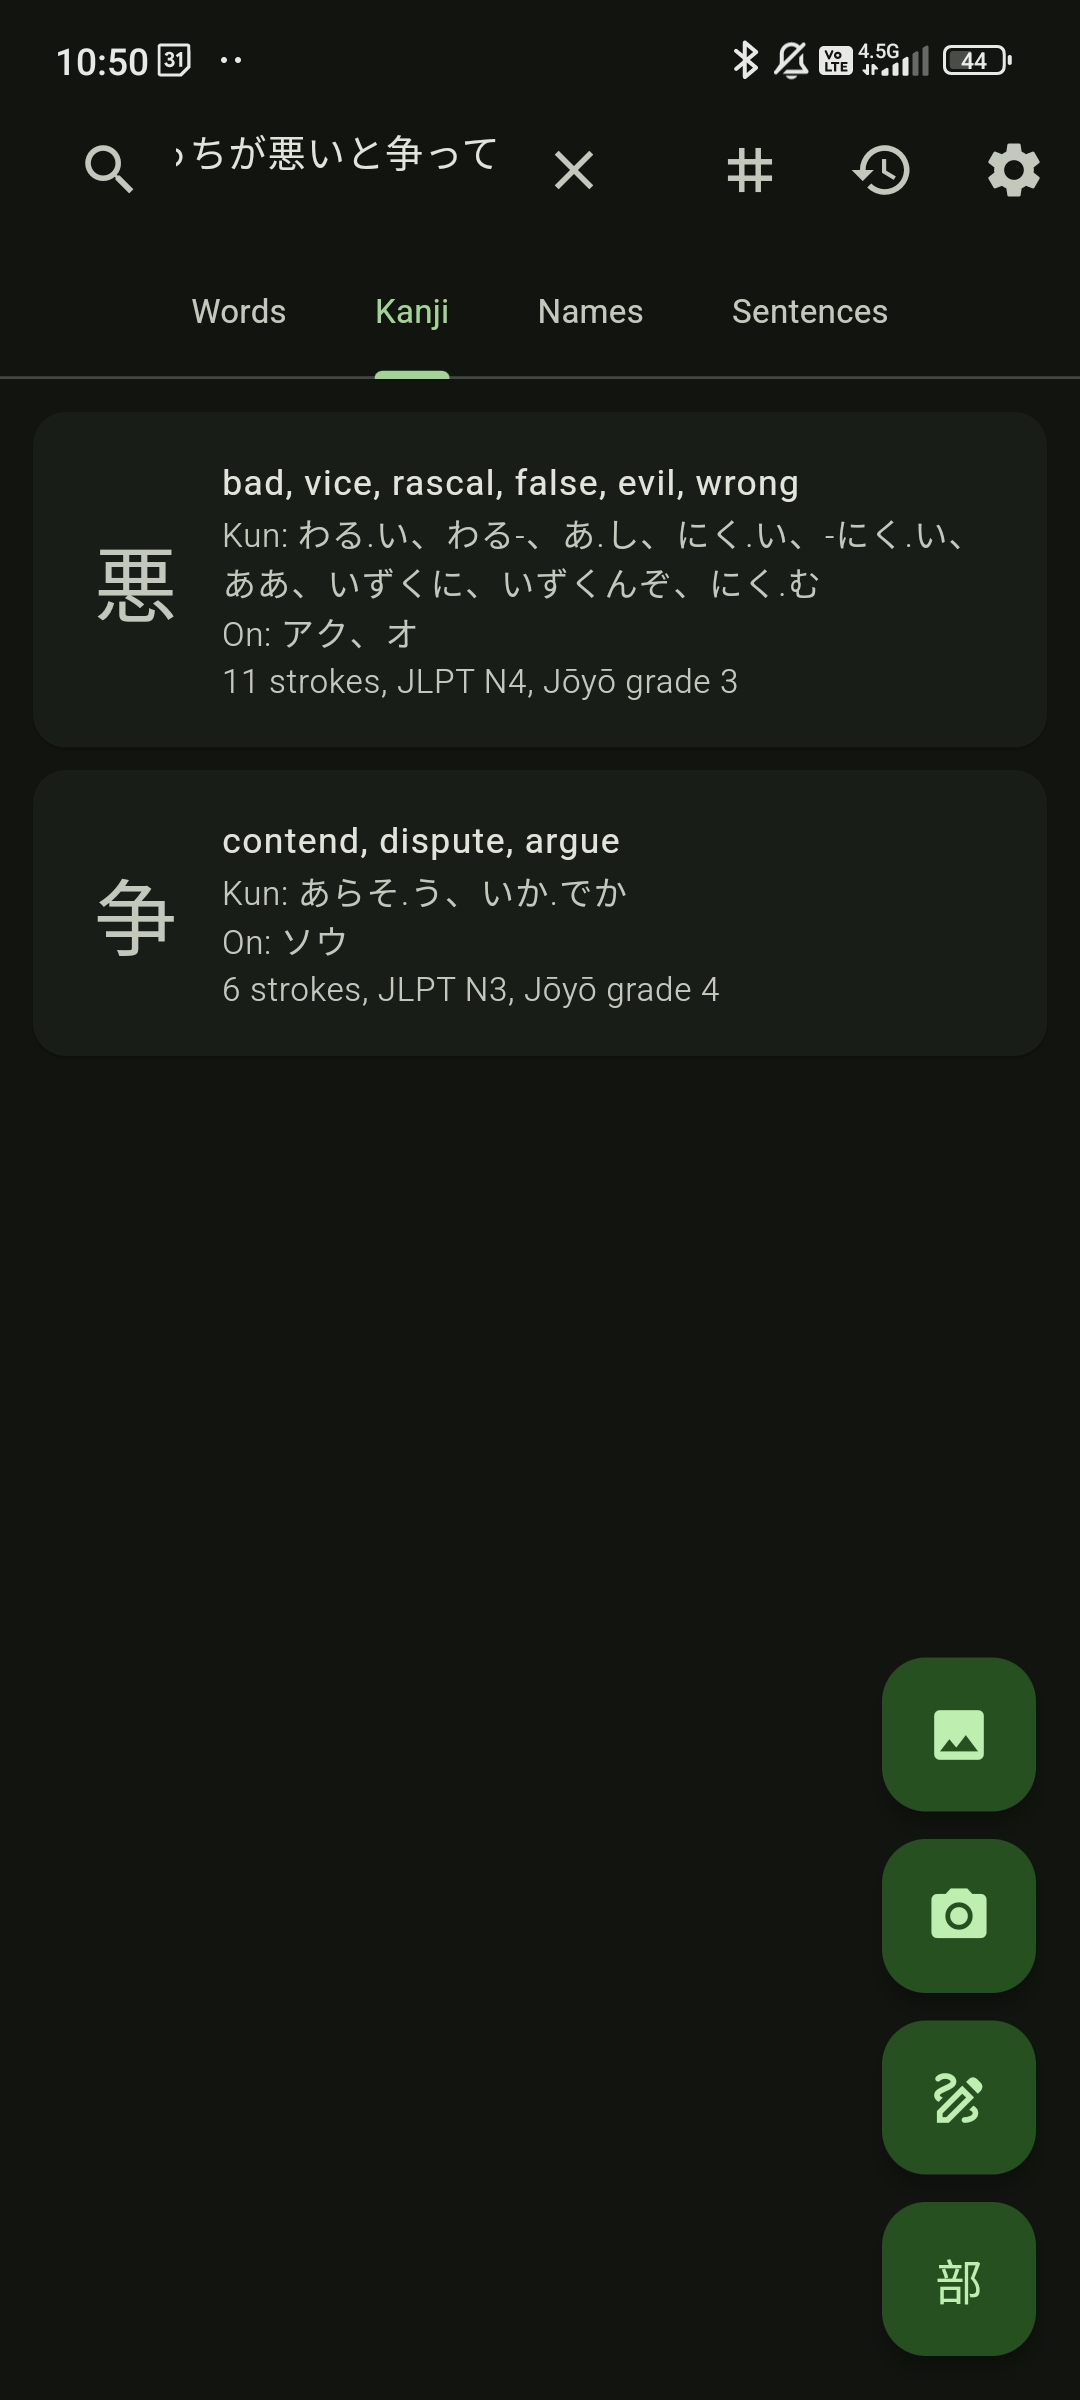 10:50 31
Vo LTE 4.5G 44
っちが悪いと争って
Words Kanji Names Sentences
bad, vice, rascal, false, evil, wrong
悪
Kun: わる.い、わる-、あ.し、にく.い、-にく.い、
ああ、いずくに、いずくんぞ、にく.む
On: アク、オ
11 strokes, JLPT N4, Jōyō grade 3
contend, dispute, argue
争
Kun: あらそ.う、いか.でか
On: ソウ
6 strokes, JLPT N3, Jōyō grade 4
部